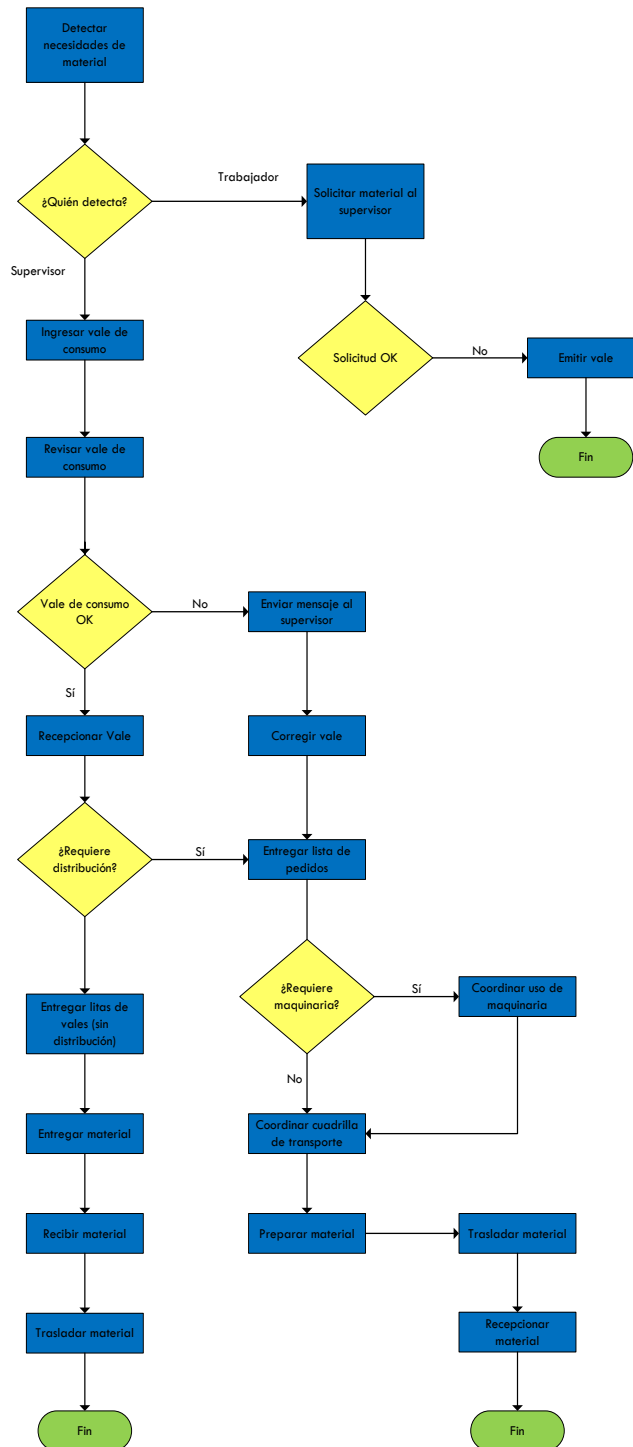 Detectar
necesidades de
material
¿Quién detecta?
Trabajador
Solicitar material al
supervisor
Supervisor
Ingresar vale de
consumo
Solicitud OK
No
Emitir vale
Revisar vale de
consumo
Fin
Vale de consumo
OK
No
Enviar mensaje al
supervisor
Sí
Recepcionar Vale
Corregir vale
¿Requiere
distribución?
Sí
Entregar lista de
pedidos
Entregar litas de
vales (sin
distribución)
¿Requiere
maquinaria?
Sí
Coordinar uso de
maquinaria
No
Entregar material
Coordinar cuadrilla
de transporte
Recibir material
Preparar material
Trasladar material
Trasladar material
Recepcionar
material
Fin
Fin